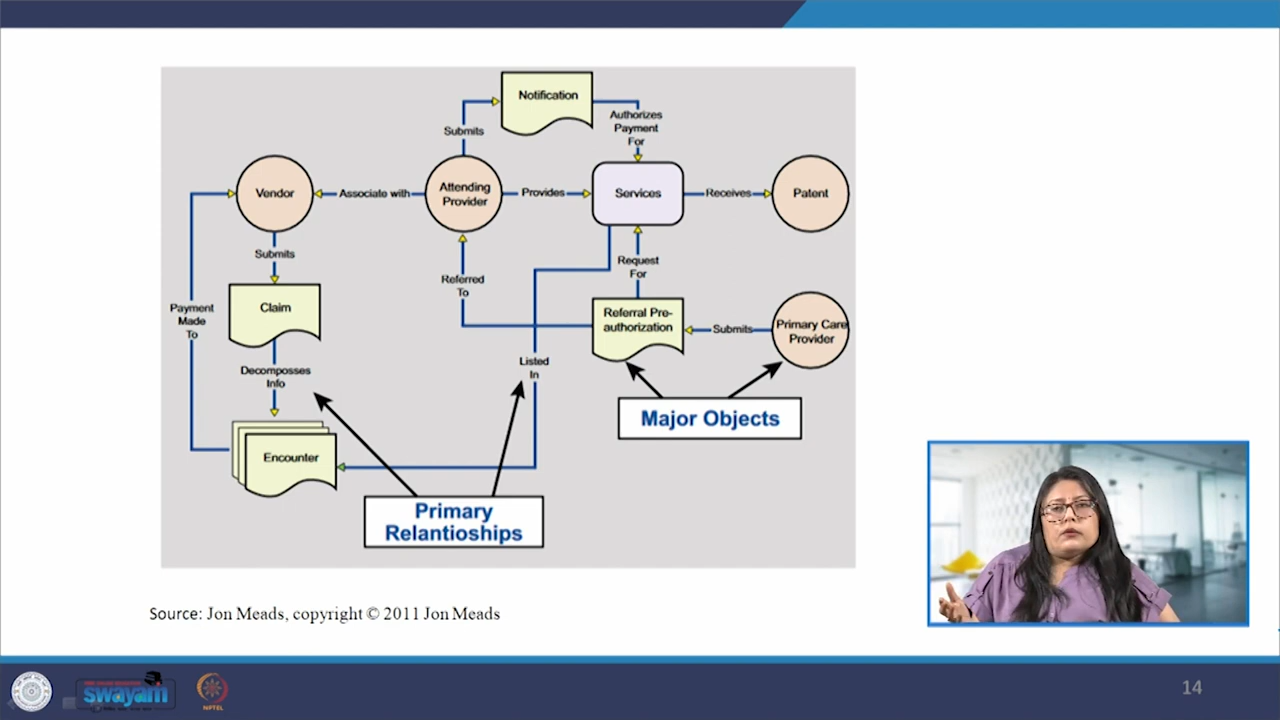 Notification
Submits
Authorizes
Payment
For
Vendor
Associate with
Attending
Provider
Provides
Services
Receives
Patent
Submits
Request
For
Referred
To
Payment
Made
To
Claim
Referral Pre-
authorization
Submits
Primary Care
Provider
Decomposses
Info
Listed
In
Major Objects
Encounter
Primary
Relantioships
Source: Jon Meads, copyright © 2011 Jon Meads
swayam
NPTEL
14